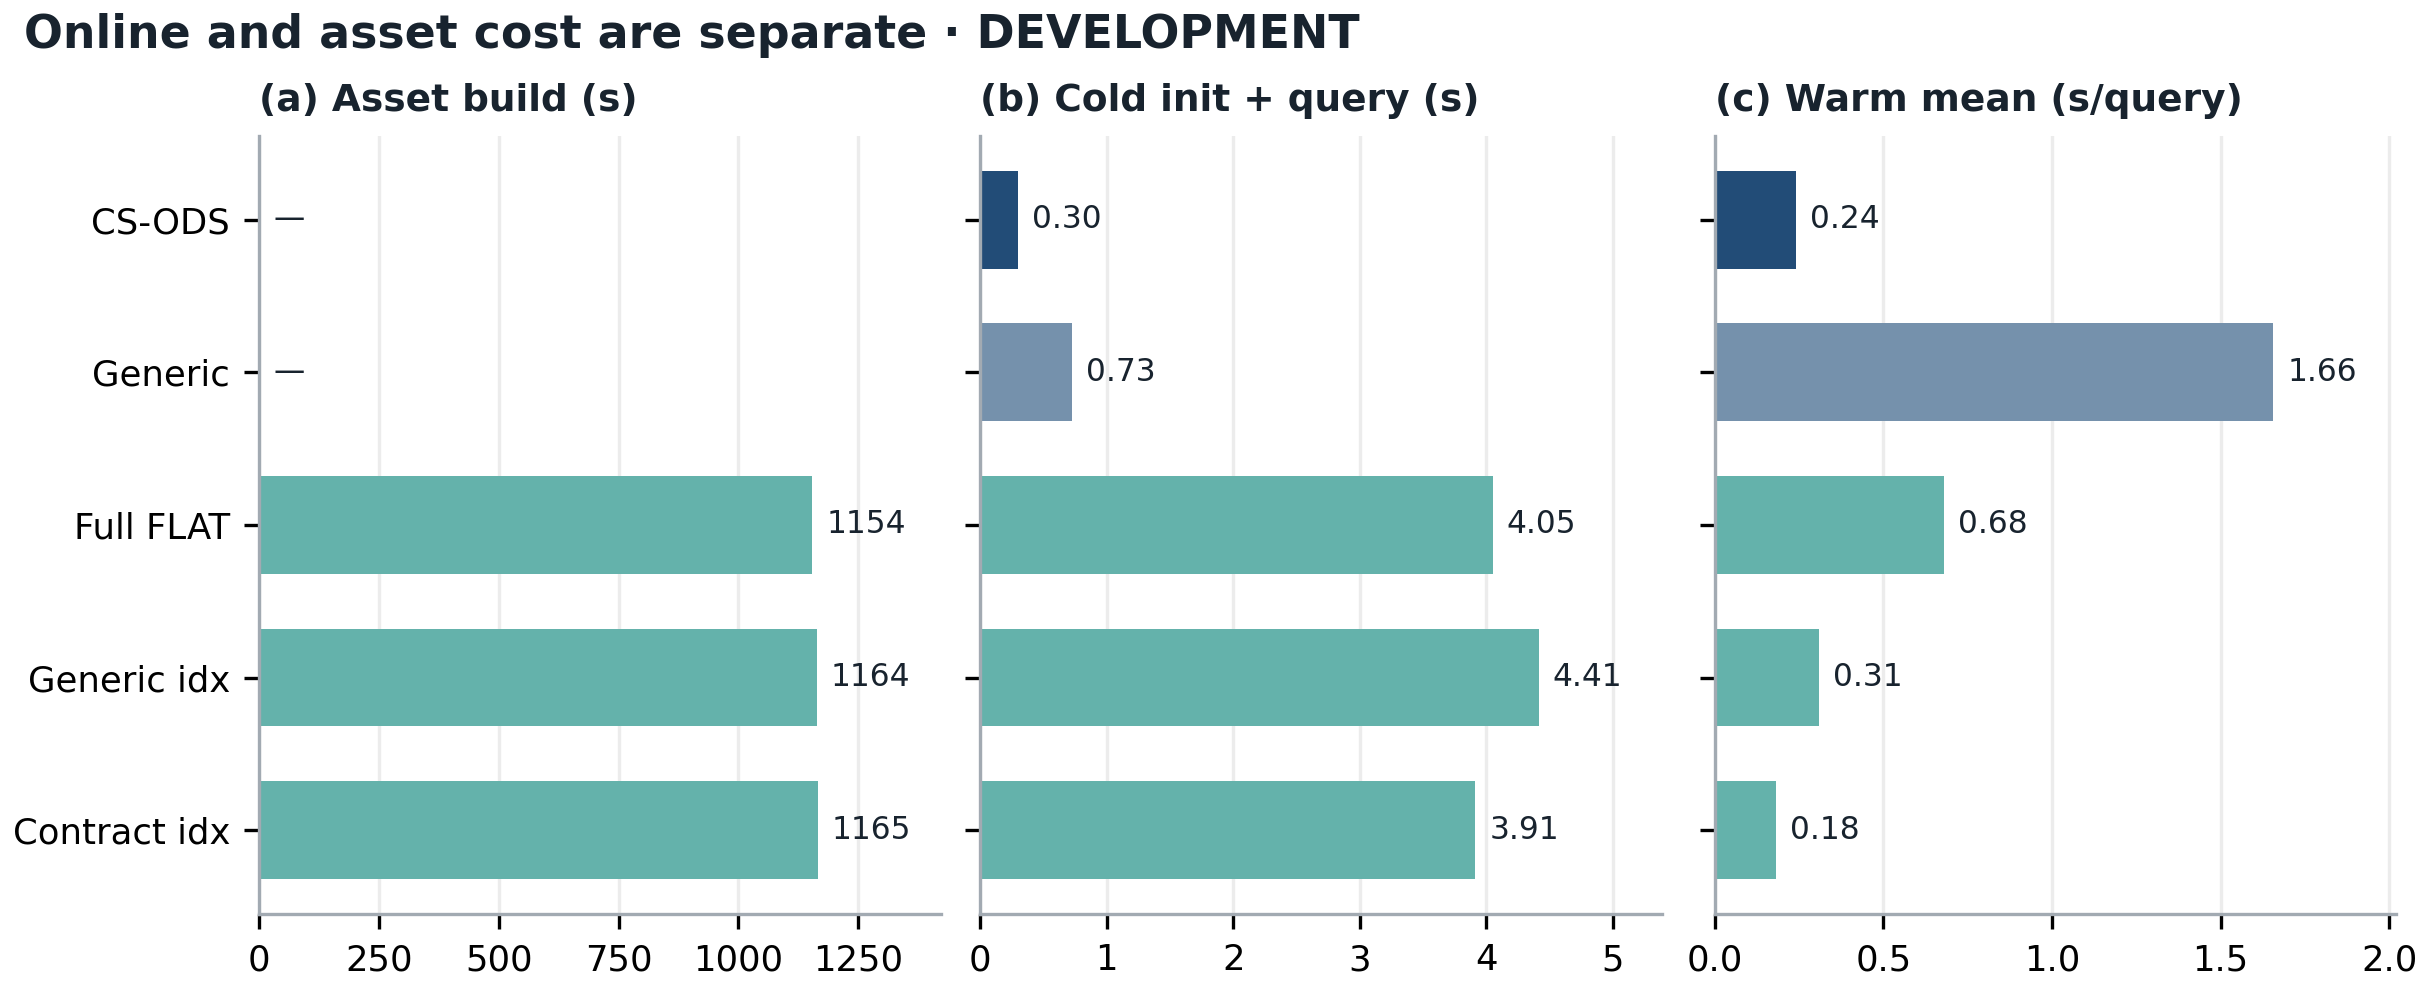 Online and asset cost are separate · DEVELOPMENT
(a) Asset build (s)
(b) Cold init + query (s)
(c) Warm mean (s/query)
CS-ODS — 0.30 0.24
Generic — 0.73 1.66
Full FLAT 1154 4.05 0.68
Generic idx 1164 4.41 0.31
Contract idx 1165 3.91 0.18
0 250 500 750 1000 1250
0 1 2 3 4 5
0.0 0.5 1.0 1.5 2.0